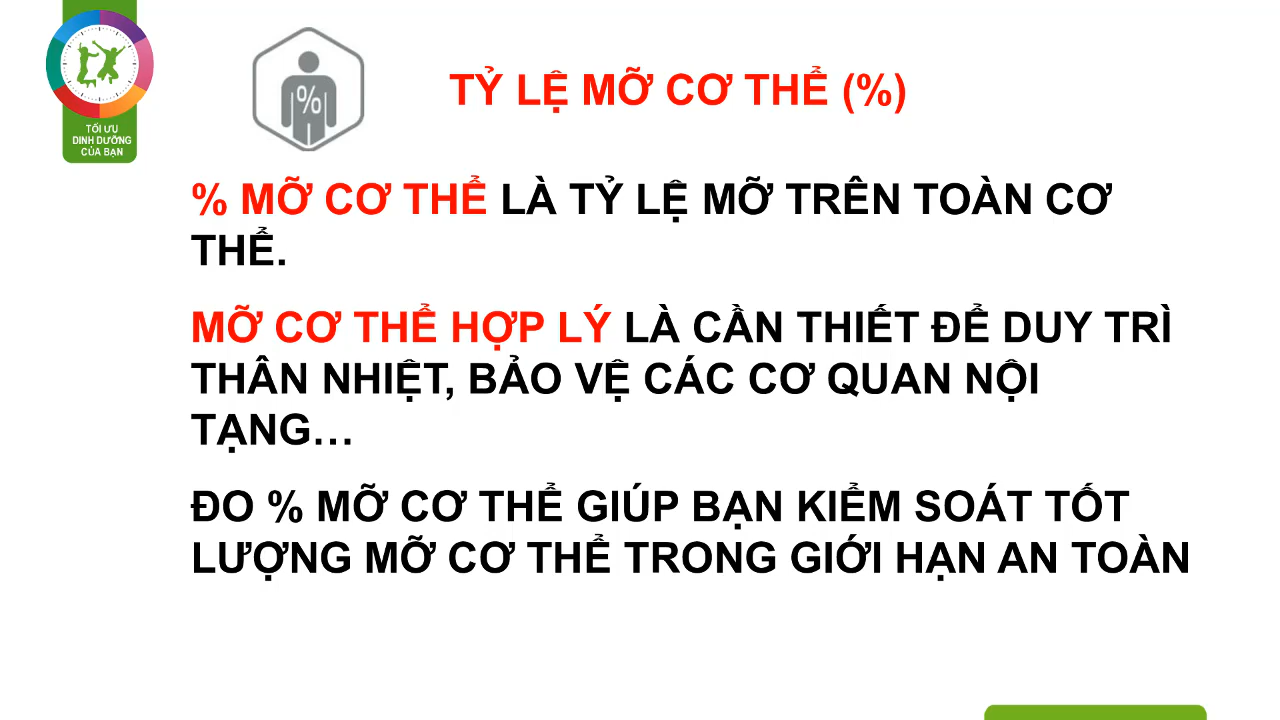 TỐI ƯU
DINH DƯỠNG
CỦA BẠN
%
TỶ LỆ MỠ CƠ THỂ (%)
% MỠ CƠ THỂ LÀ TỶ LỆ MỠ TRÊN TOÀN CƠ
THỂ.
MỠ CƠ THỂ HỢP LÝ LÀ CẦN THIẾT ĐỂ DUY TRÌ
THÂN NHIỆT, BẢO VỆ CÁC CƠ QUAN NỘI
TẠNG…
ĐO % MỠ CƠ THỂ GIÚP BẠN KIỂM SOÁT TỐT
LƯỢNG MỠ CƠ THỂ TRONG GIỚI HẠN AN TOÀN